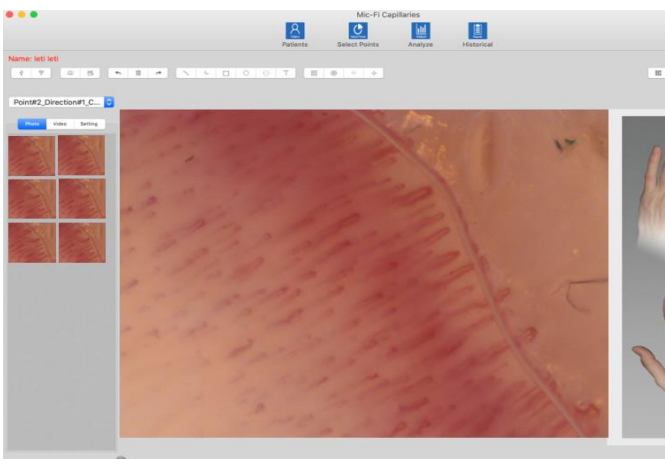 Mic-Fi Capillaries
Patients Select Points Analyze Historical
Name: leti leti
T
Point#2_Direction#1_C...
Photo Video Setting